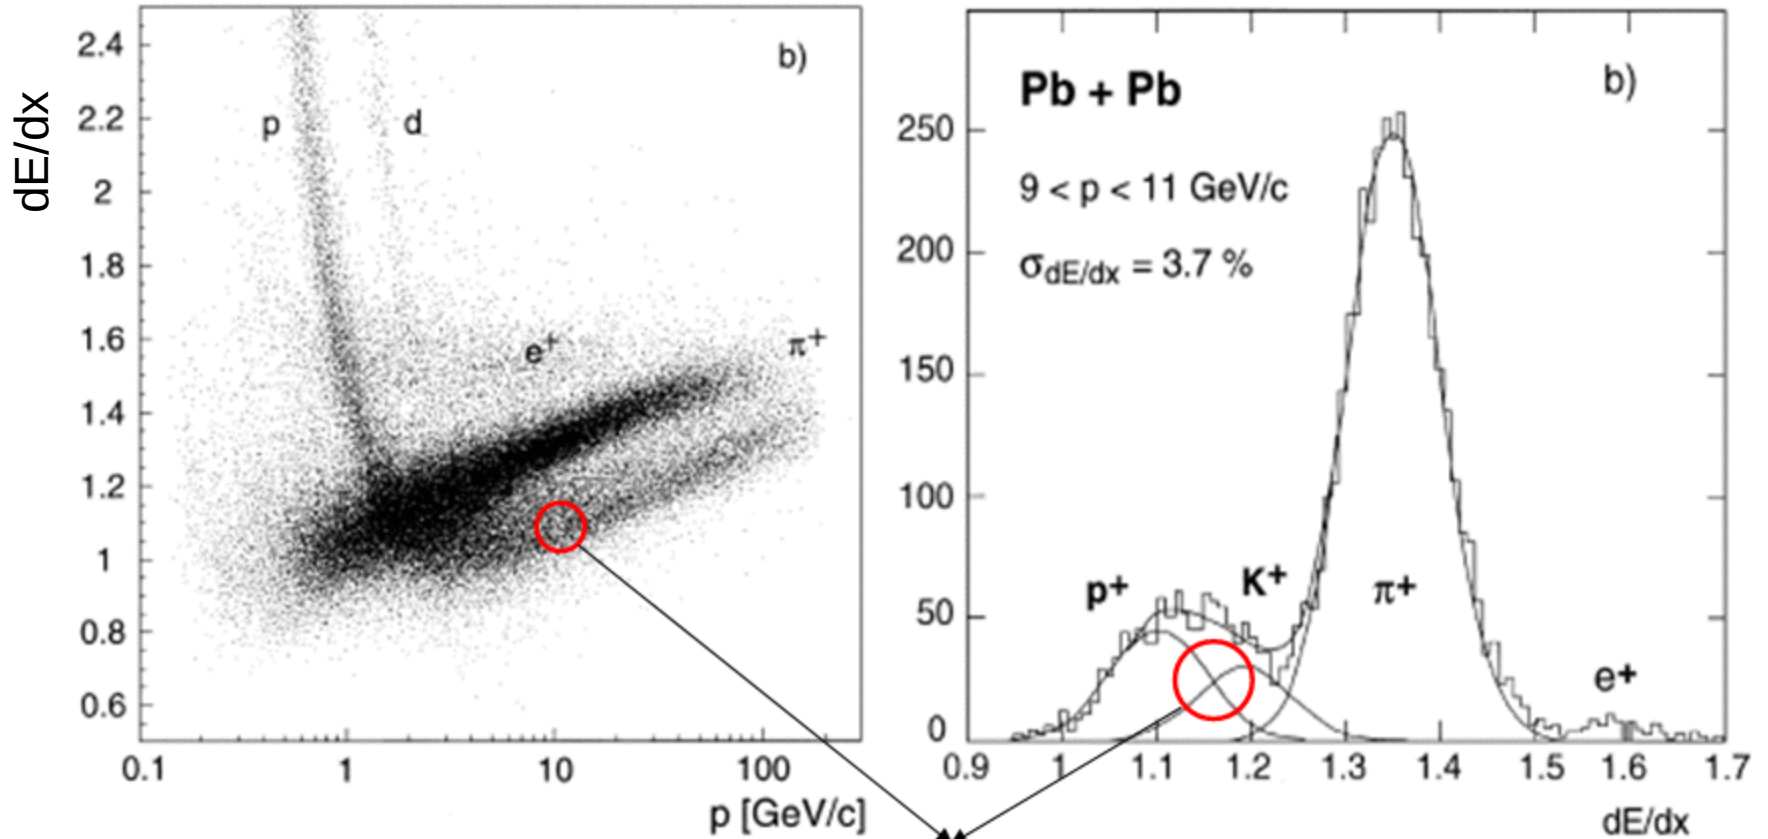 dE/dx
2.4
2.2
2
1.8
1.6
1.4
1.2
1
0.8
0.6
b)
p
d
e+
π+
0.1 1 10 100
p [GeV/c]
Pb + Pb
b)
9 < p < 11 GeV/c
σdE/dx = 3.7 %
250
200
150
100
50
0
p+
K+
π+
e+
0.9 1 1.1 1.2 1.3 1.4 1.5 1.6 1.7
dE/dx